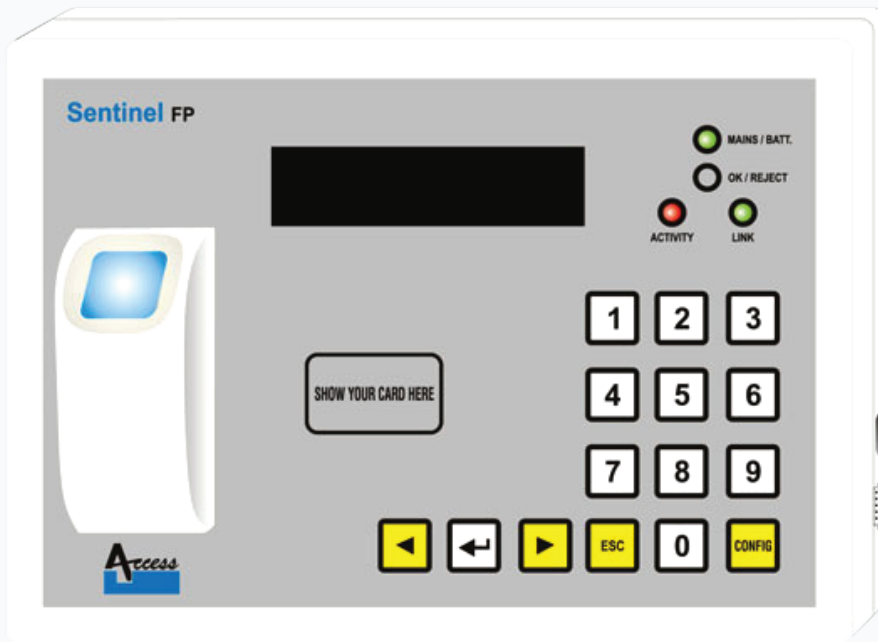 Sentinel FP
MAINS / BATT.
OK / REJECT
ACTIVITY LINK
1 2 3
SHOW YOUR CARD HERE
4 5 6
7 8 9
ESC 0 CONFIG
Access